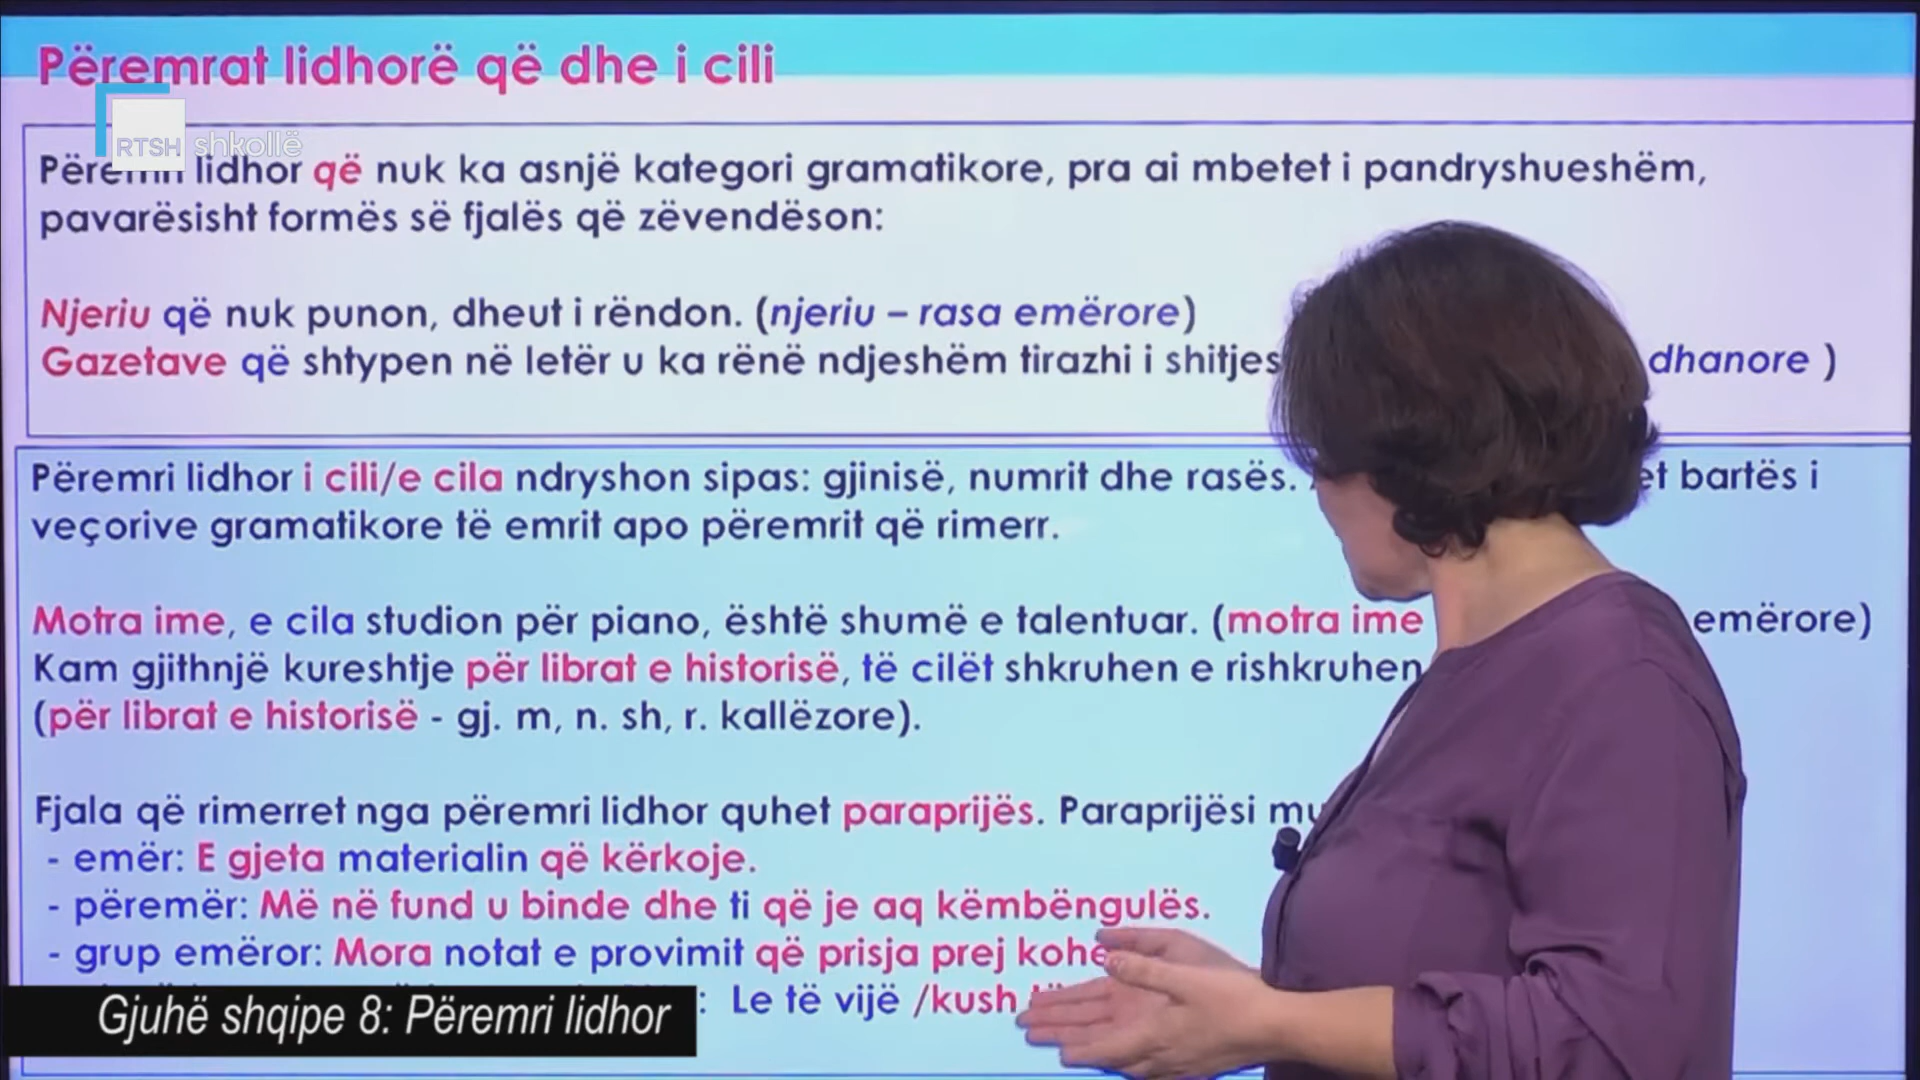 Përemrat lidhorë që dhe i cili
RTSH shkollë
Përemri lidhor që nuk ka asnjë kategori gramatikore, pra ai mbetet i pandryshueshëm,
pavarësisht formës së fjalës që zëvendëson:
Njeriu që nuk punon, dheut i rëndon. (njeriu – rasa emërore)
Gazetave që shtypen në letër u ka rënë ndjeshëm tirazhi i shitjes dhanore )
Përemri lidhor i cili/e cila ndryshon sipas: gjinisë, numrit dhe rasës. bartës i
veçorive gramatikore të emrit apo përemrit që rimerr.
Motra ime, e cila studion për piano, është shumë e talentuar. (motra ime emërore)
Kam gjithnjë kureshtje për librat e historisë, të cilët shkruhen e rishkruhen
(për librat e historisë - gj. m, n. sh, r. kallëzore).
Fjala që rimerret nga përemri lidhor quhet paraprijës. Paraprijësi
- emër: E gjeta materialin që kërkoje.
- përemër: Më në fund u binde dhe ti që je aq këmbëngulës.
- grup emëror: Mora notat e provimit që prisja prej
: Le të vijë /kush
Gjuhë shqipe 8: Përemri lidhor